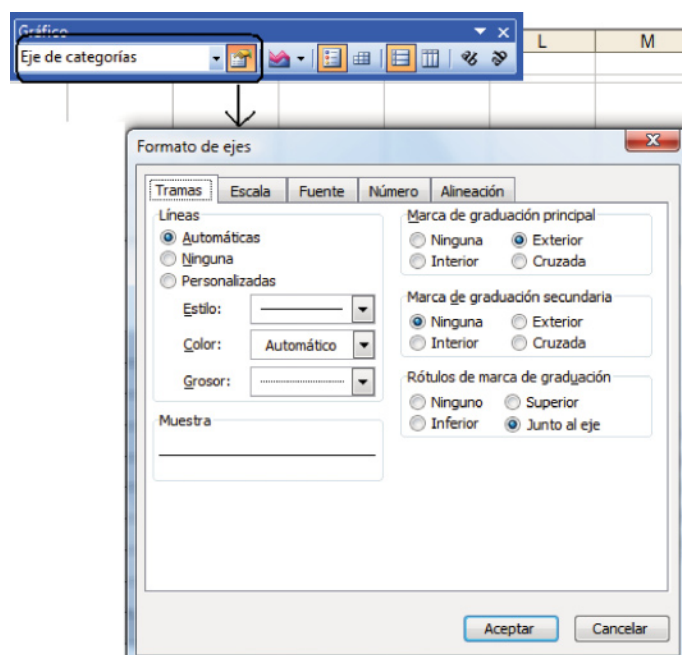 Gráfico
Eje de categorías
L M
Formato de ejes
Tramas Escala Fuente Número Alineación
Líneas
Automáticas
Ninguna
Personalizadas
Estilo:
Color: Automático
Grosor:
Muestra
Marca de graduación principal
Ninguna Exterior
Interior Cruzada
Marca de graduación secundaria
Ninguna Exterior
Interior Cruzada
Rótulos de marca de graduación
Ninguno Superior
Inferior Junto al eje
Aceptar Cancelar